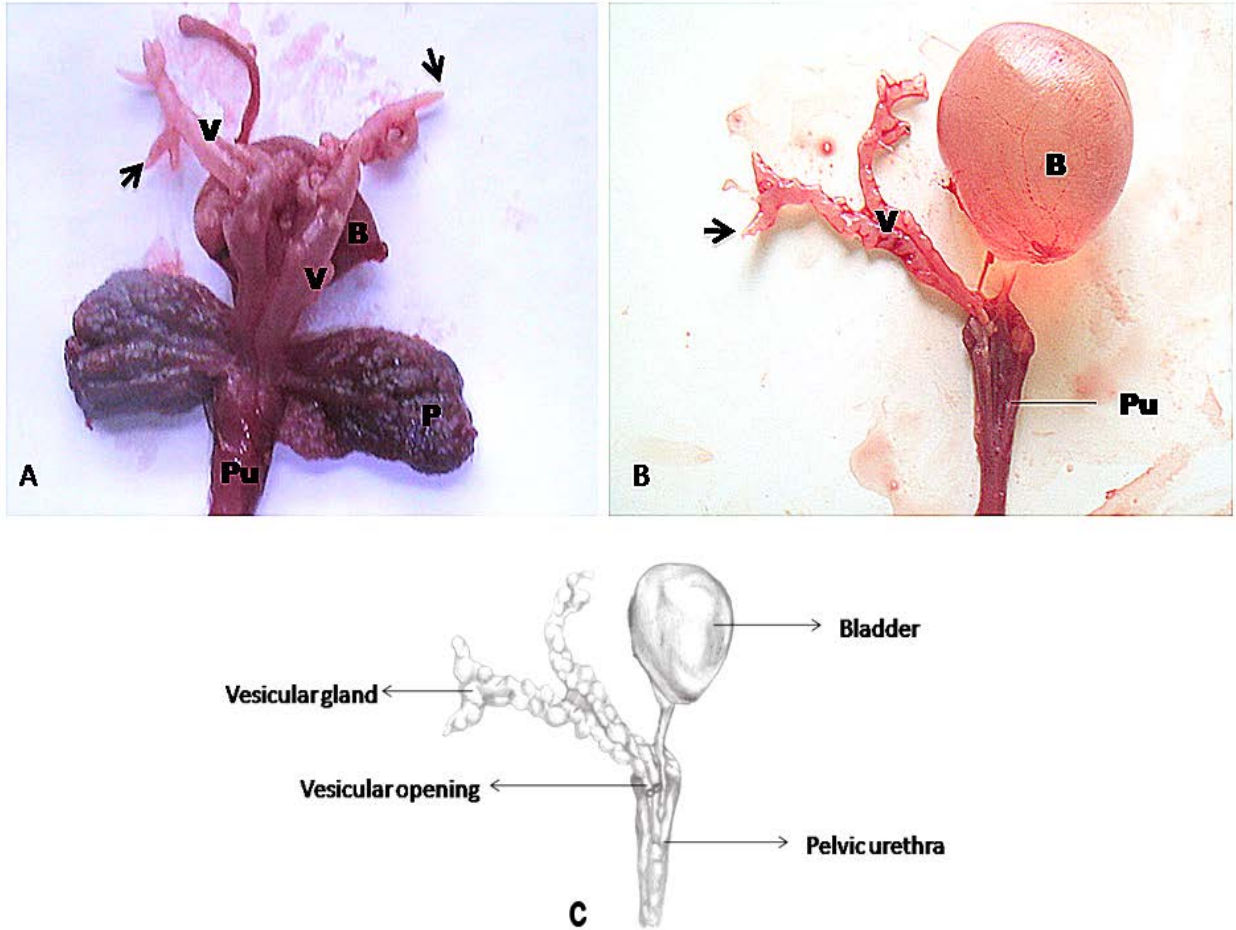 V
V
B
P
Pu
A
B
V
Pu
B
Bladder
Vesicular gland
Vesicular opening
Pelvic urethra
C